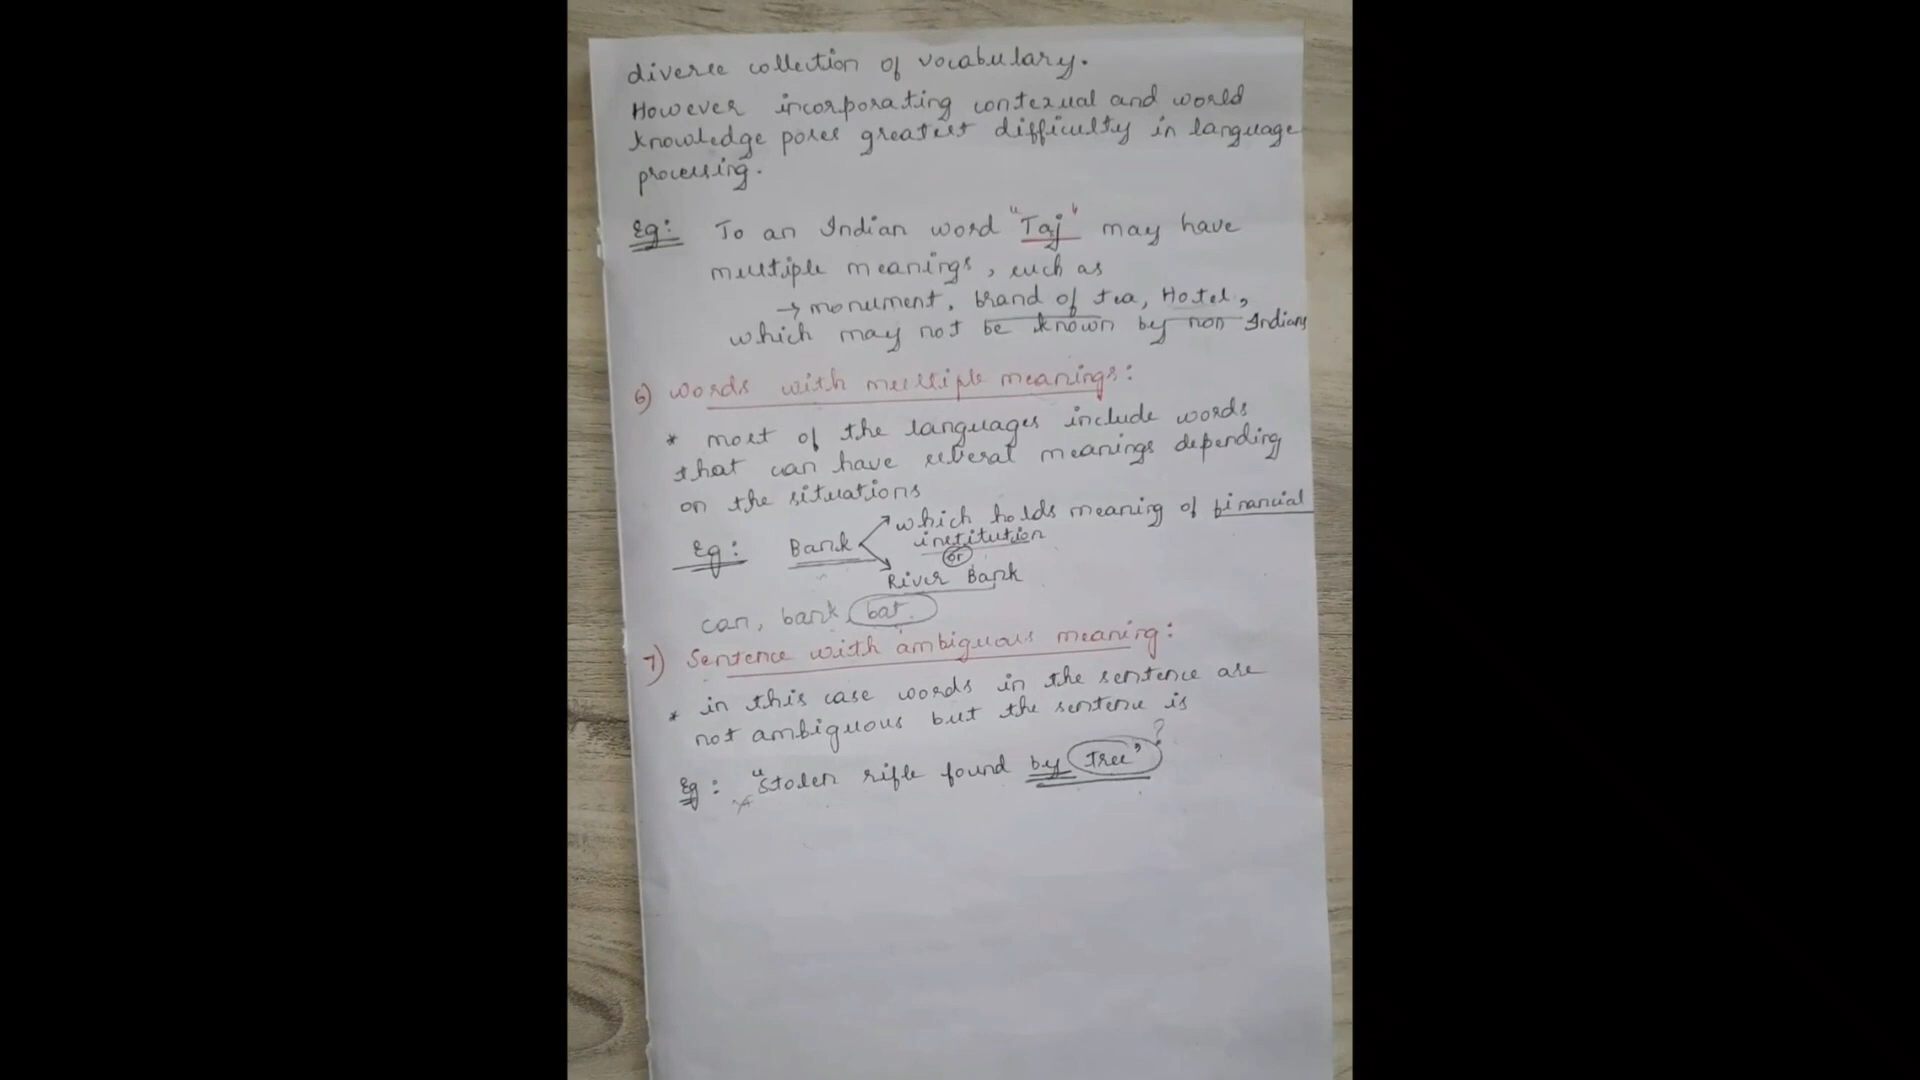 diverse collection of vocabulary.
However incorporating contexual and world
knowledge poses greatest difficulty in language
processing.
Eg: To an Indian word "Taj" may have
multiple meanings, such as
→ monument, brand of tea, Hotel,
which may not be known by non Indians
6) Words with multiple meanings:
* most of the languages include words
that can have several meanings depending
on the situations
Eg: Bank which holds meaning of financial
institution
or
River Bank
can, bank, bat.
7) Sentence with ambiguous meaning:
* in this case words in the sentence are
not ambiguous but the sentence is
Eg: "Stolen rifle found by tree" ?